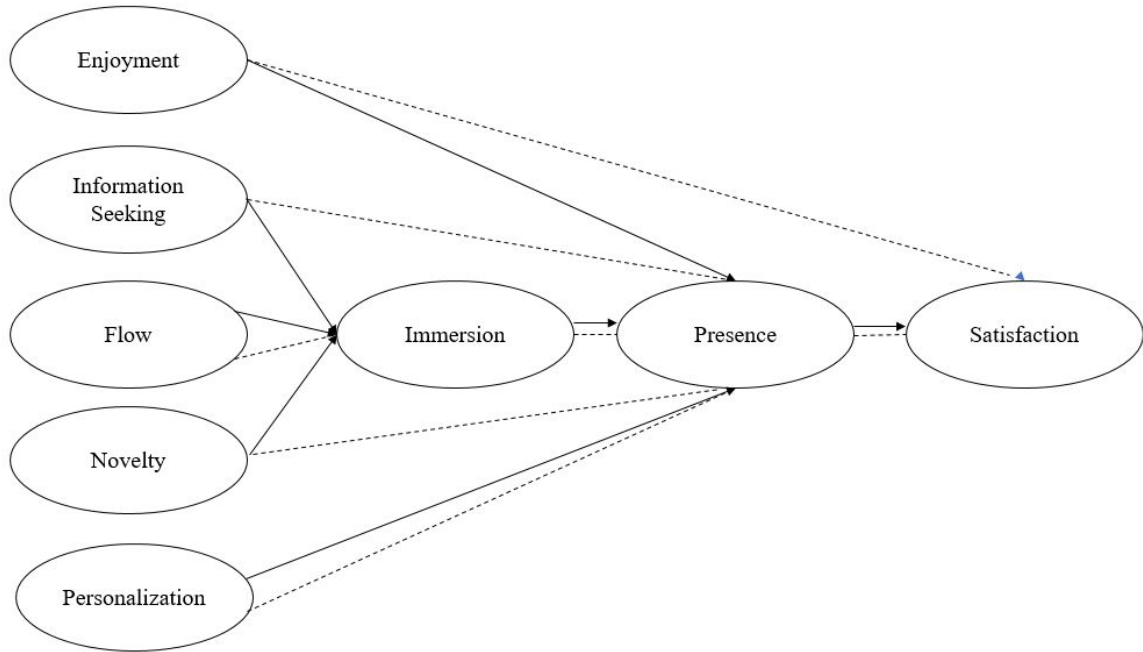 Enjoyment
Information
Seeking
Flow
Immersion
Presence
Satisfaction
Novelty
Personalization